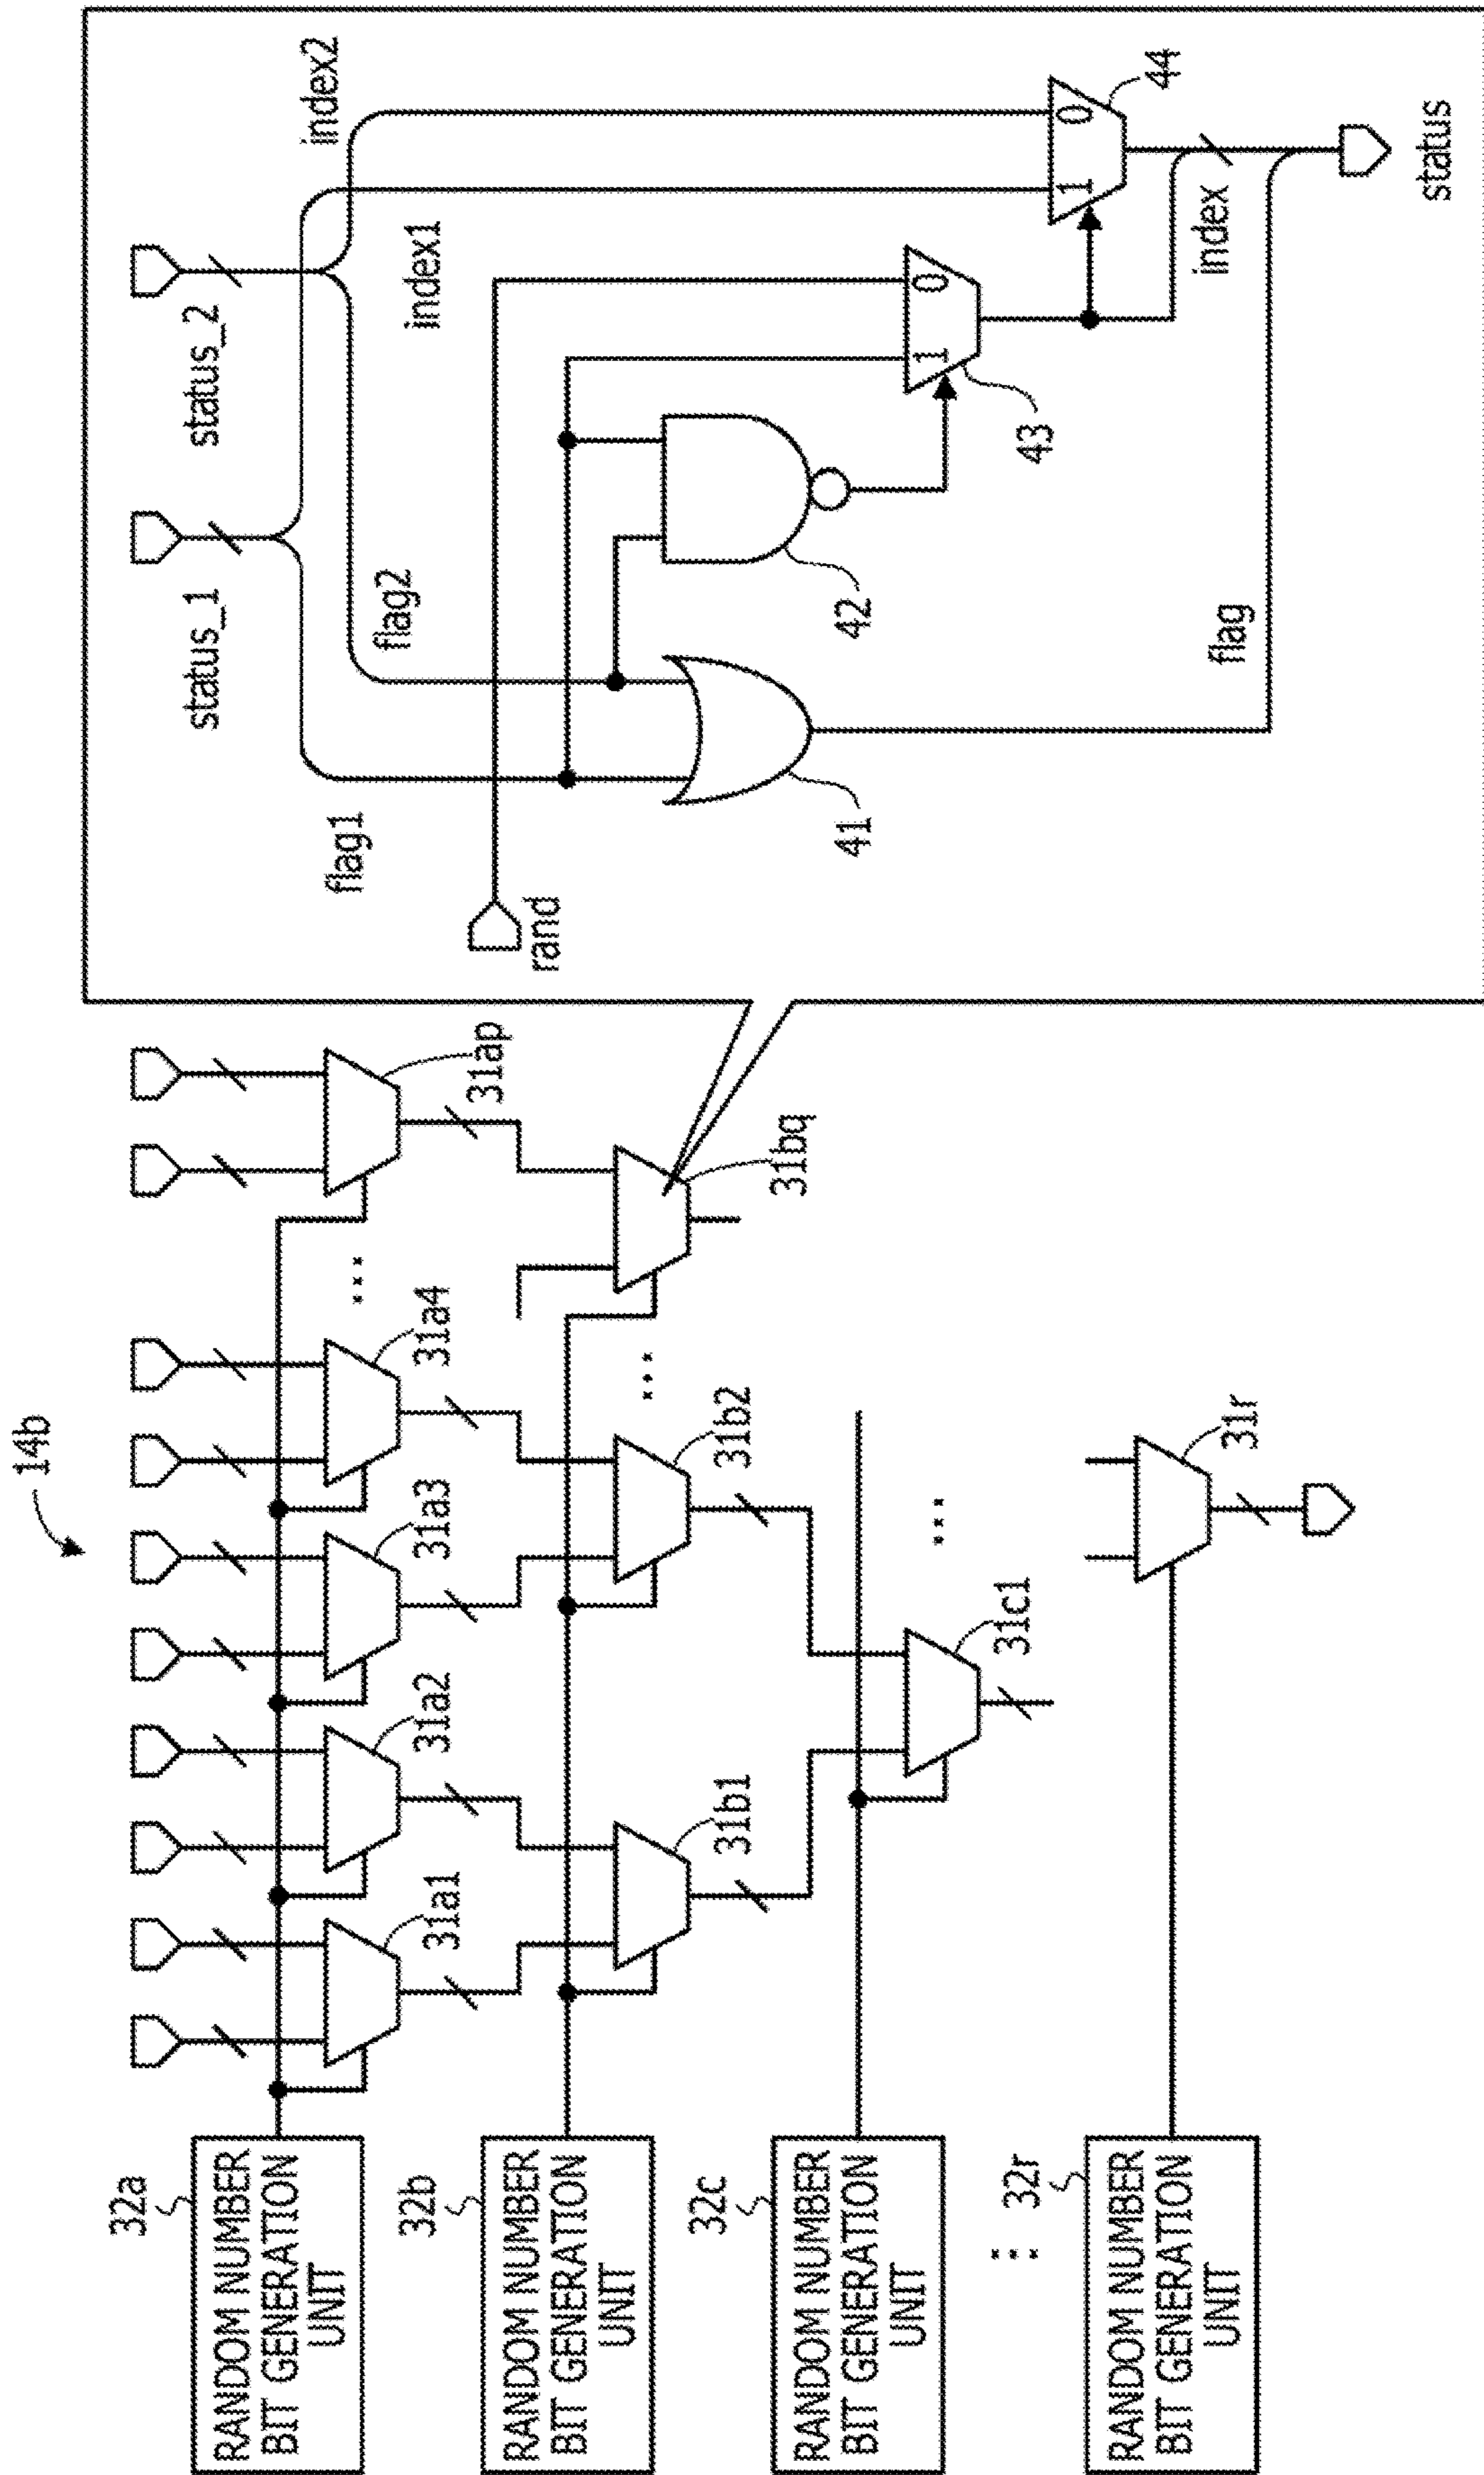 14b
32a
RANDOM NUMBER
BIT GENERATION
UNIT
31a1
31a2
31a3
31a4
...
31ap
32b
RANDOM NUMBER
BIT GENERATION
UNIT
31b1
31b2
...
31bq
32c
RANDOM NUMBER
BIT GENERATION
UNIT
31c1
...
...
32r
RANDOM NUMBER
BIT GENERATION
UNIT
31r
status_1
status_2
index2
flag1
flag2
index1
rand
41
42
1 0
43
1 0
44
flag
index
status